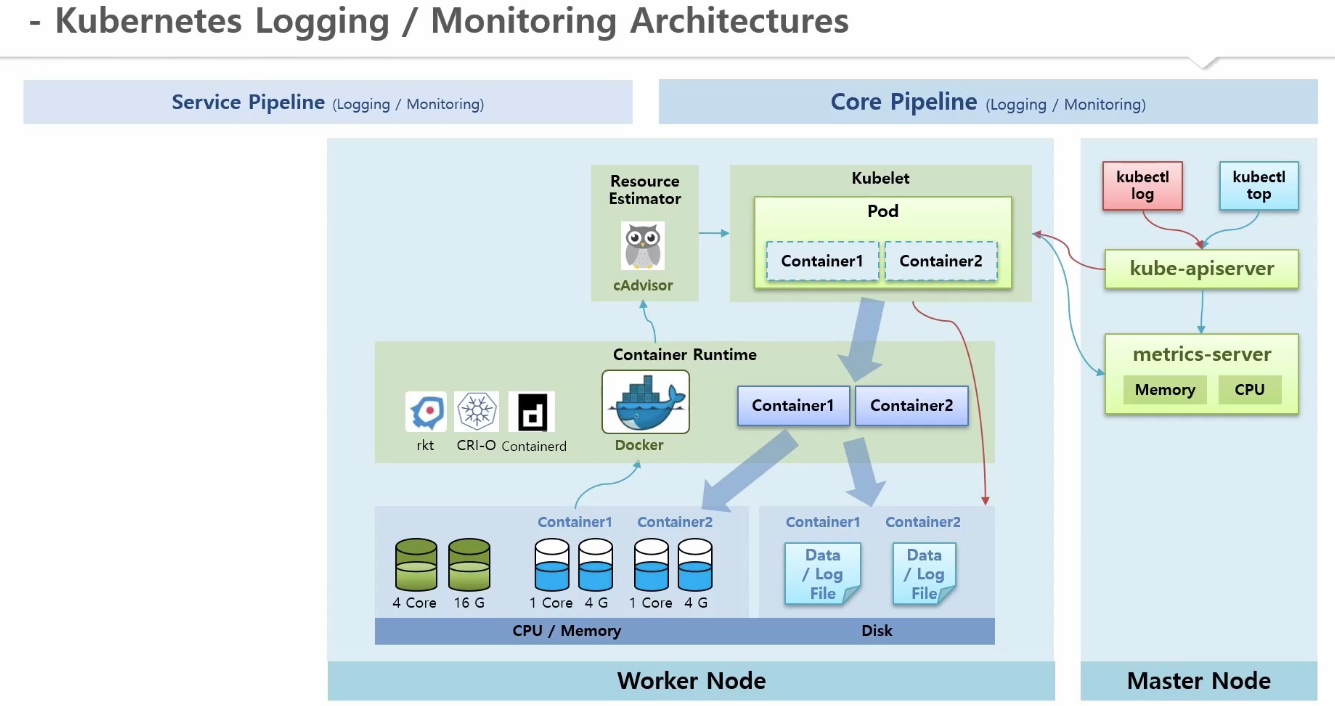 - Kubernetes Logging / Monitoring Architectures
Service Pipeline (Logging / Monitoring)
Core Pipeline (Logging / Monitoring)
Resource
Estimator
cAdvisor
Kubelet
Pod
Container1
Container2
kubectl
log
kubectl
top
kube-apiserver
metrics-server
Memory
CPU
Container Runtime
rkt
CRI-O
Containerd
Docker
Container1
Container2
Container1
Container2
4 Core
16 G
1 Core
4 G
1 Core
4 G
CPU / Memory
Container1
Container2
Data
/ Log
File
Data
/ Log
File
Disk
Worker Node
Master Node